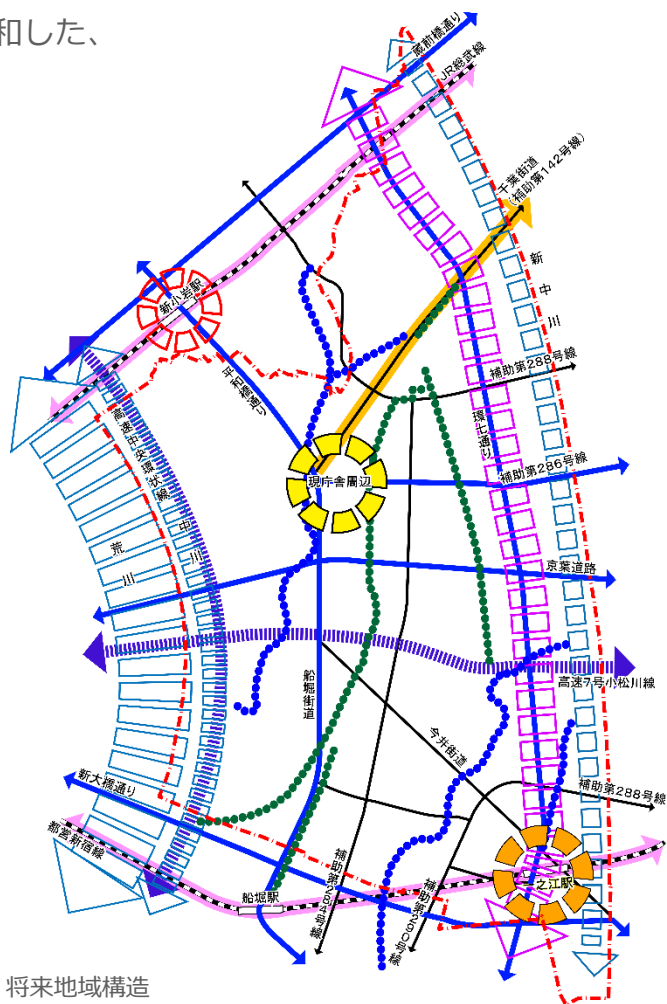 和した、
蔵前橋通り
JR総武線
千葉街道
(補助第142号線)
新中川
新小岩駅
平和橋通り
補助第288号線
環七通り
高速中央環状線
中川
荒川
現庁舎周辺
補助第286号線
京葉道路
高速7号小松川線
船堀街道
今井街道
新大橋通り
補助第288号線
都営新宿線
船堀駅
補助第284号線
補助第290号線
一之江駅
将来地域構造